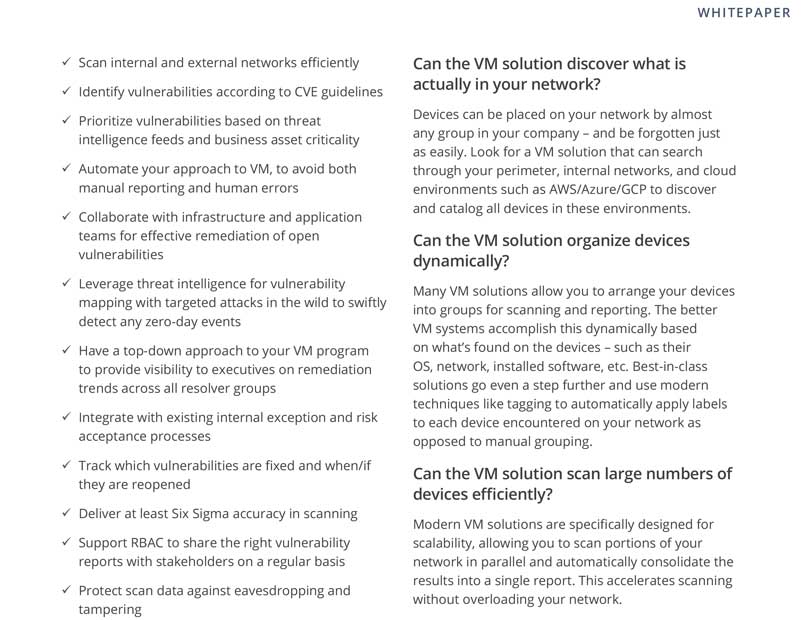 WHITEPAPER
✓ Scan internal and external networks efficiently
✓ Identify vulnerabilities according to CVE guidelines
✓ Prioritize vulnerabilities based on threat
intelligence feeds and business asset criticality
✓ Automate your approach to VM, to avoid both
manual reporting and human errors
✓ Collaborate with infrastructure and application
teams for effective remediation of open
vulnerabilities
✓ Leverage threat intelligence for vulnerability
mapping with targeted attacks in the wild to swiftly
detect any zero-day events
✓ Have a top-down approach to your VM program
to provide visibility to executives on remediation
trends across all resolver groups
✓ Integrate with existing internal exception and risk
acceptance processes
✓ Track which vulnerabilities are fixed and when/if
they are reopened
✓ Deliver at least Six Sigma accuracy in scanning
✓ Support RBAC to share the right vulnerability
reports with stakeholders on a regular basis
✓ Protect scan data against eavesdropping and
tampering
Can the VM solution discover what is
actually in your network?
Devices can be placed on your network by almost
any group in your company – and be forgotten just
as easily. Look for a VM solution that can search
through your perimeter, internal networks, and cloud
environments such as AWS/Azure/GCP to discover
and catalog all devices in these environments.
Can the VM solution organize devices
dynamically?
Many VM solutions allow you to arrange your devices
into groups for scanning and reporting. The better
VM systems accomplish this dynamically based
on what's found on the devices – such as their
OS, network, installed software, etc. Best-in-class
solutions go even a step further and use modern
techniques like tagging to automatically apply labels
to each device encountered on your network as
opposed to manual grouping.
Can the VM solution scan large numbers of
devices efficiently?
Modern VM solutions are specifically designed for
scalability, allowing you to scan portions of your
network in parallel and automatically consolidate the
results into a single report. This accelerates scanning
without overloading your network.